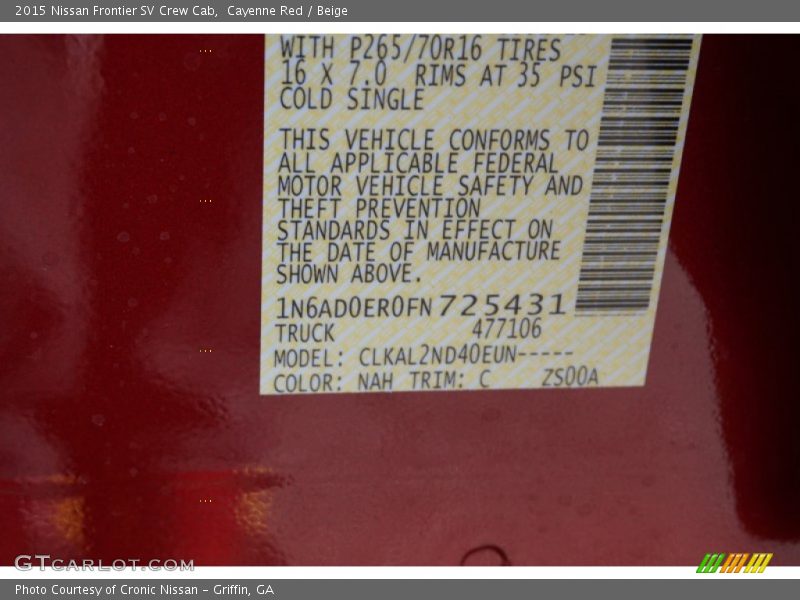 2015 Nissan Frontier SV Crew Cab,  Cayenne Red / Beige
WITH P265/70R16 TIRES
16 X 7.0  RIMS AT 35 PSI
COLD SINGLE
THIS VEHICLE CONFORMS TO
ALL APPLICABLE FEDERAL
MOTOR VEHICLE SAFETY AND
THEFT PREVENTION
STANDARDS IN EFFECT ON
THE DATE OF MANUFACTURE
SHOWN ABOVE.
1N6AD0ER0FN725431
TRUCK 477106
MODEL: CLKAL2ND40EUN-----
COLOR: NAH TRIM: C ZS00A
GTCARLOT.COM
Photo Courtesy of Cronic Nissan - Griffin, GA